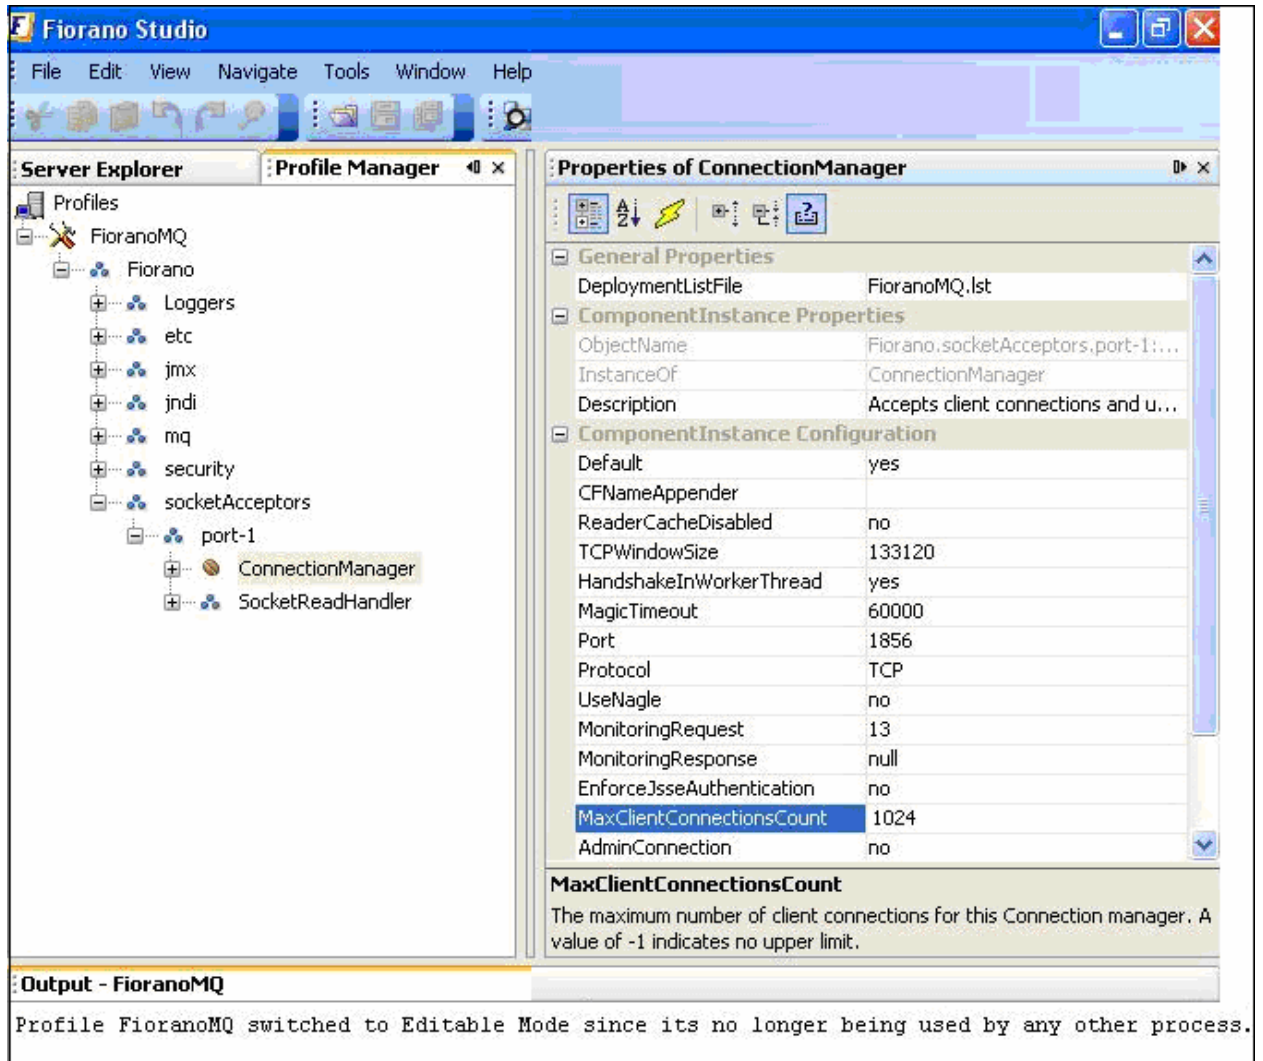 Fiorano Studio
File Edit View Navigate Tools Window Help
Server Explorer
Profile Manager
Profiles
FioranoMQ
Fiorano
Loggers
etc
jmx
jndi
mq
security
socketAcceptors
port-1
ConnectionManager
SocketReadHandler
Properties of ConnectionManager
General Properties
DeploymentListFile FioranoMQ.lst
ComponentInstance Properties
ObjectName Fiorano.socketAcceptors.port-1:...
InstanceOf ConnectionManager
Description Accepts client connections and u...
ComponentInstance Configuration
Default yes
CFNameAppender
ReaderCacheDisabled no
TCPWindowSize 133120
HandshakeInWorkerThread yes
MagicTimeout 60000
Port 1856
Protocol TCP
UseNagle no
MonitoringRequest 13
MonitoringResponse null
EnforceJsseAuthentication no
MaxClientConnectionsCount 1024
AdminConnection no
MaxClientConnectionsCount
The maximum number of client connections for this Connection manager. A
value of -1 indicates no upper limit.
Output - FioranoMQ
Profile FioranoMQ switched to Editable Mode since its no longer being used by any other process.